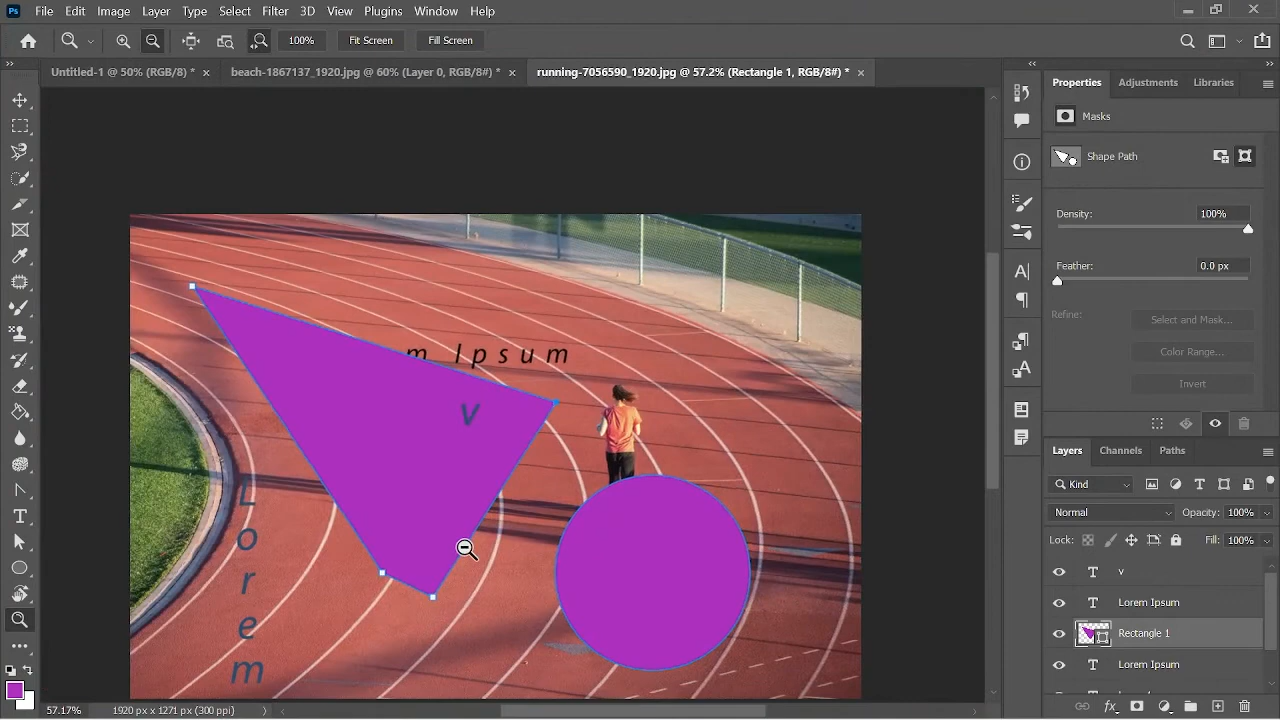 Ps File Edit Image Layer Type Select Filter 3D View Plugins Window Help
100% Fit Screen Fill Screen
Untitled-1 @ 50% (RGB/8) * × beach-1867137_1920.jpg @ 60% (Layer 0, RGB/8#) * × running-7056590_1920.jpg @ 57.2% (Rectangle 1, RGB/8#) * ×
Properties Adjustments Libraries
Masks
Shape Path
Density: 100%
Feather: 0.0 px
Refine: Select and Mask...
Color Range...
Invert
m Ipsum
v
L
o
r
e
m
Layers Channels Paths
Kind
Normal Opacity: 100%
Lock: Fill: 100%
v
Lorem Ipsum
Rectangle 1
Lorem Ipsum
57.17% 1920 px x 1271 px (300 ppi)